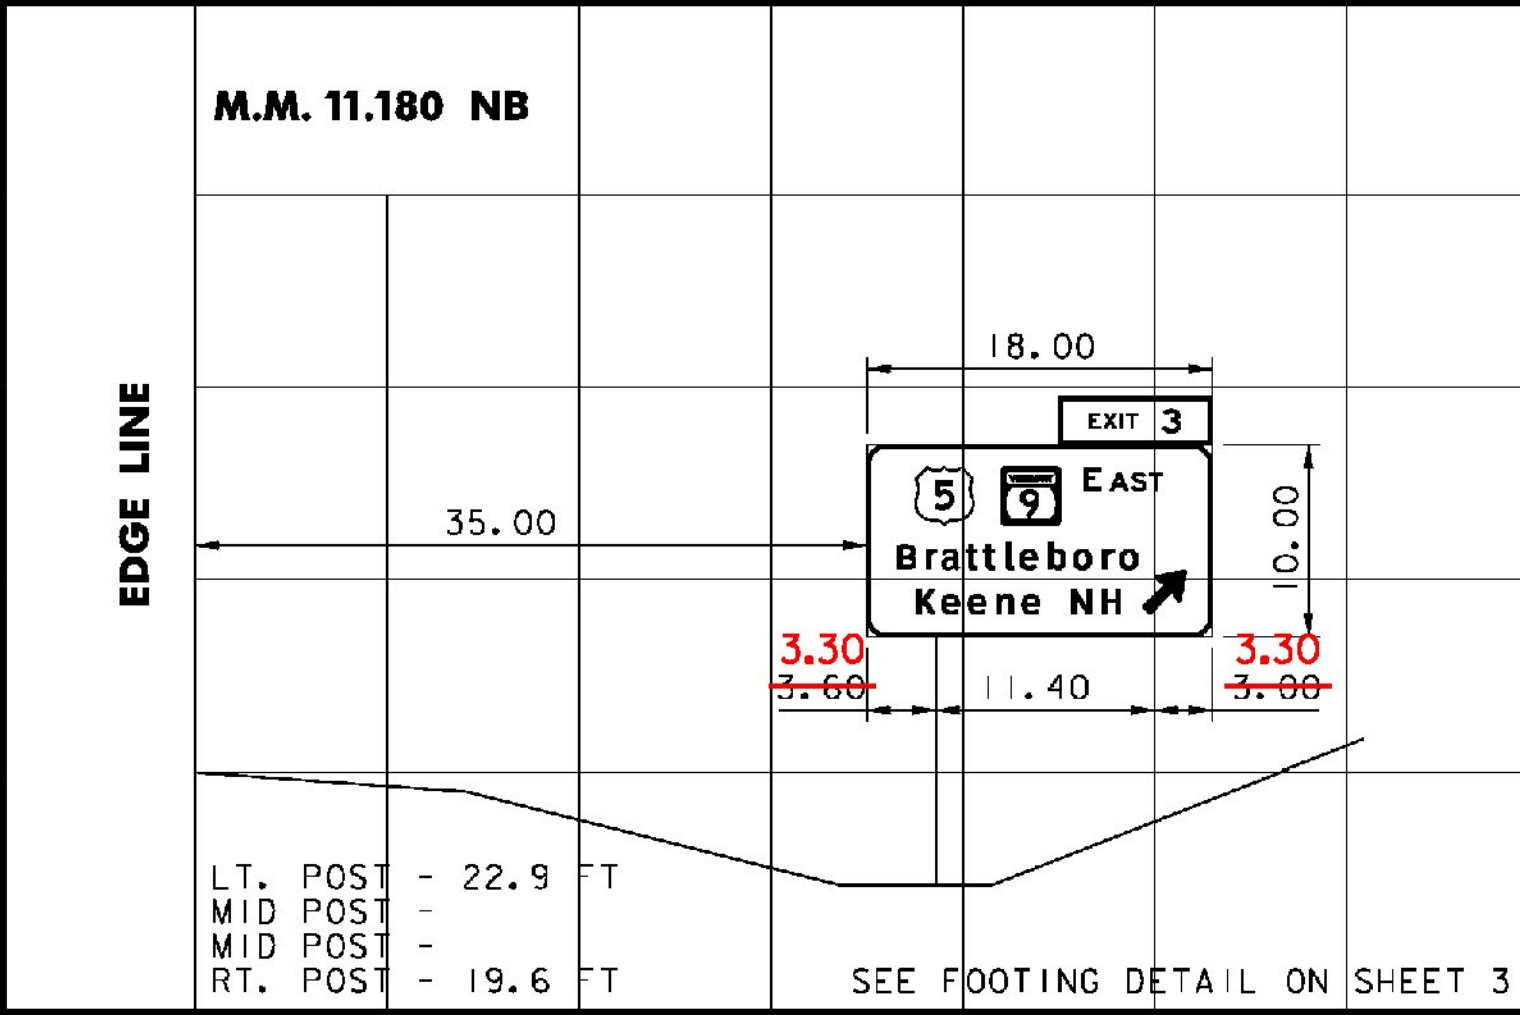 M.M. 11.180 NB
EDGE LINE
18.00
EXIT 3
5 VERMONT 9 EAST
35.00
10.00
Brattleboro
Keene NH
3.30 3.30
3.60 11.40 3.00
LT. POST - 22.9 FT
MID POST -
MID POST -
RT. POST - 19.6 FT
SEE FOOTING DETAIL ON SHEET 3